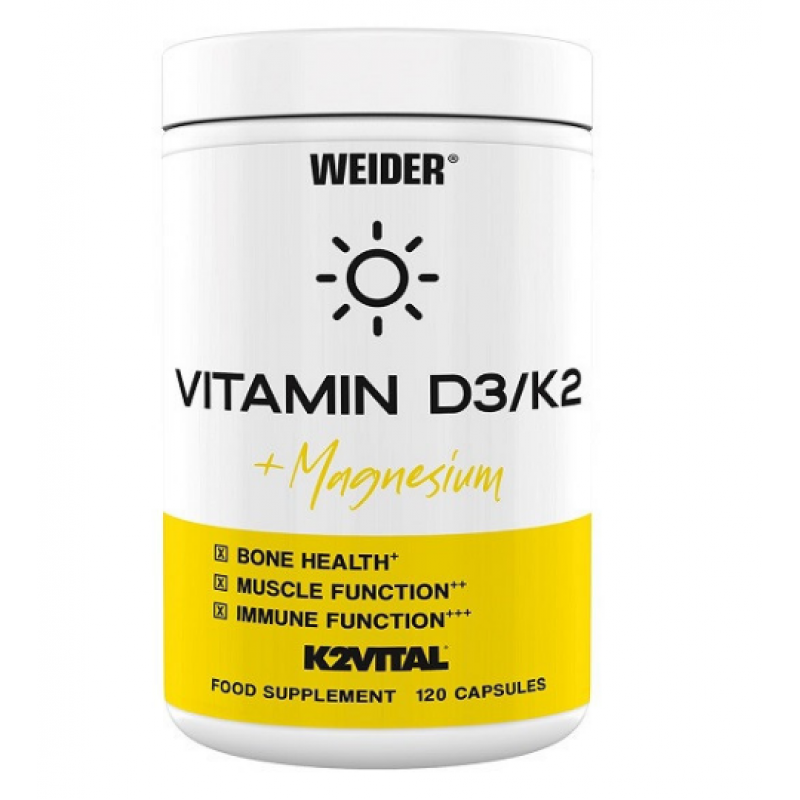 WEIDER®
VITAMIN D3/K2
+ Magnesium
☒ BONE HEALTH+
☒ MUSCLE FUNCTION++
☒ IMMUNE FUNCTION+++
K2VITAL®
FOOD SUPPLEMENT 120 CAPSULES